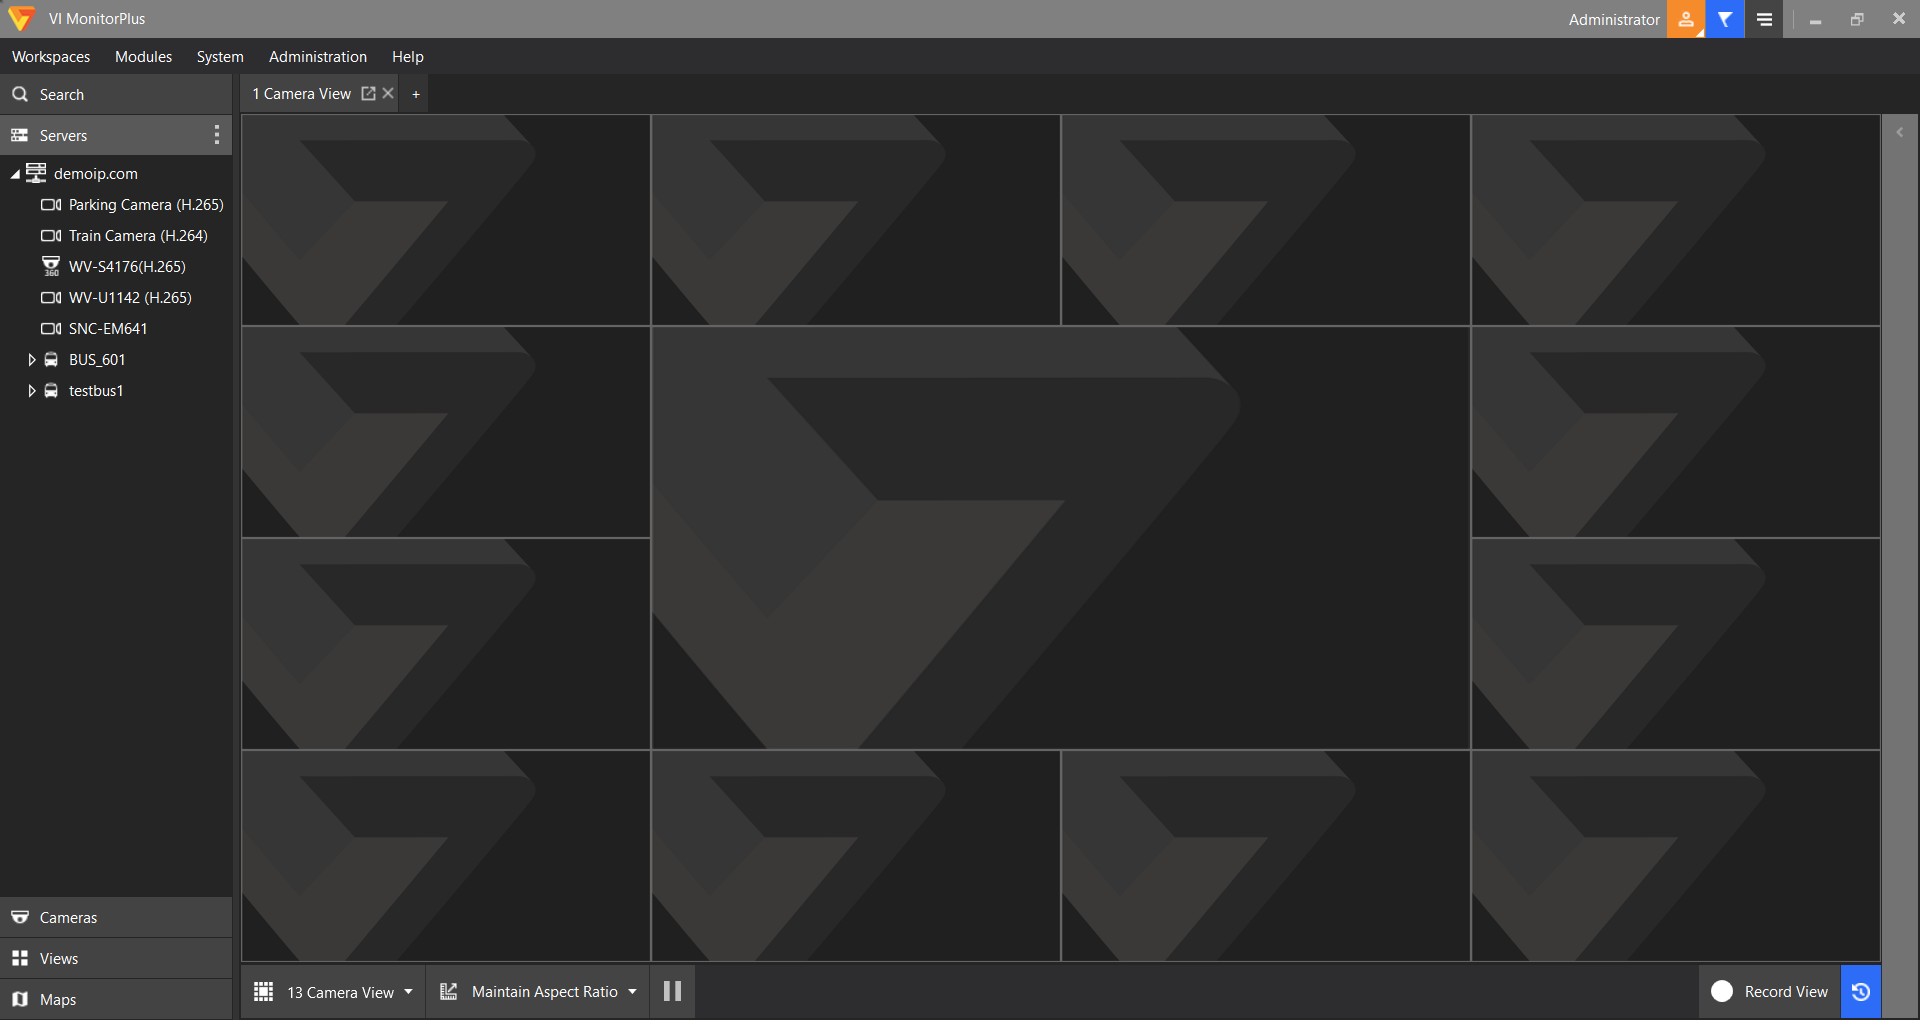 VI MonitorPlus
Administrator
Workspaces Modules System Administration Help
Search
1 Camera View +
Servers
demoip.com
Parking Camera (H.265)
Train Camera (H.264)
360
WV-S4176(H.265)
WV-U1142 (H.265)
SNC-EM641
BUS_601
testbus1
Cameras
Views
Maps
13 Camera View
Maintain Aspect Ratio
Record View